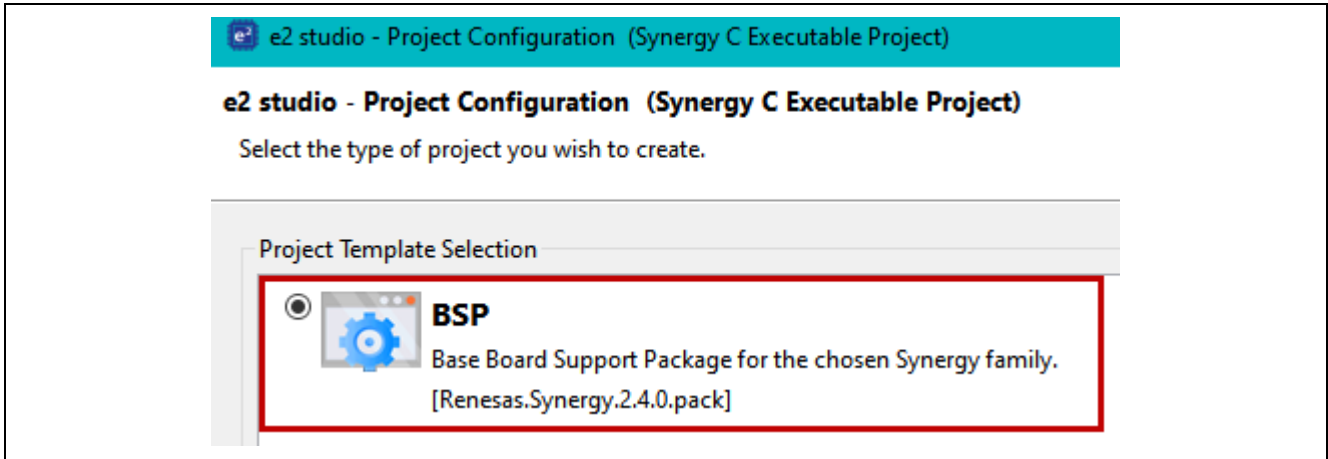 e2 studio - Project Configuration  (Synergy C Executable Project)
e2 studio - Project Configuration  (Synergy C Executable Project)
Select the type of project you wish to create.
Project Template Selection
BSP
Base Board Support Package for the chosen Synergy family.
[Renesas.Synergy.2.4.0.pack]